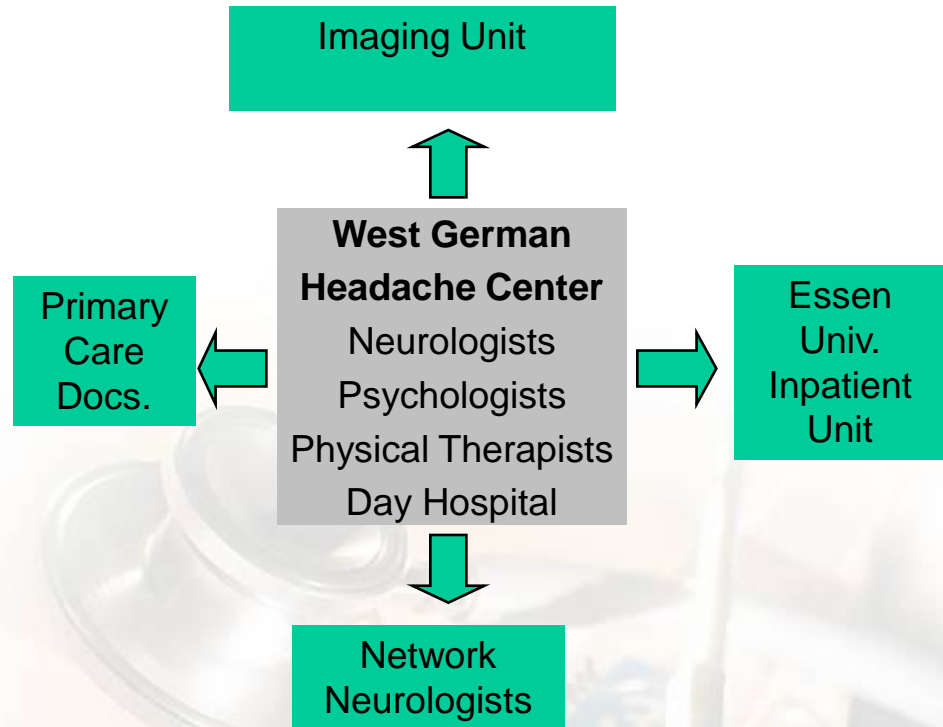 Imaging Unit
West German
Headache Center
Neurologists
Psychologists
Physical Therapists
Day Hospital
Primary
Care
Docs.
Essen
Univ.
Inpatient
Unit
Network
Neurologists